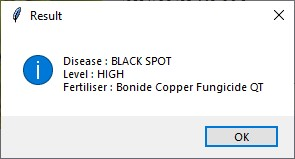 Result
Disease : BLACK SPOT
Level : HIGH
Fertiliser : Bonide Copper Fungicide QT
OK